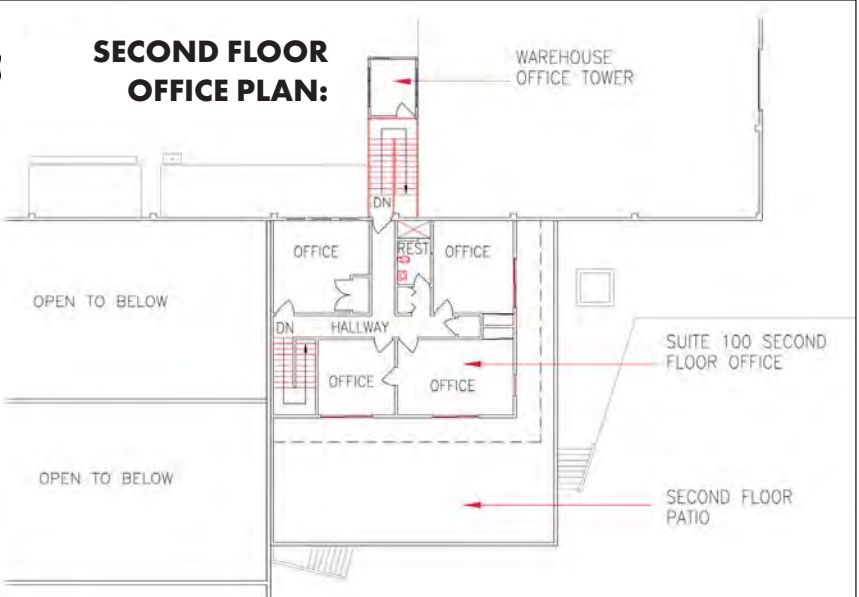 SECOND FLOOR
OFFICE PLAN:
WAREHOUSE
OFFICE TOWER
DN
OFFICE
REST.
OFFICE
OPEN TO BELOW
DN
HALLWAY
SUITE 100 SECOND
FLOOR OFFICE
OFFICE
OFFICE
OPEN TO BELOW
SECOND FLOOR
PATIO